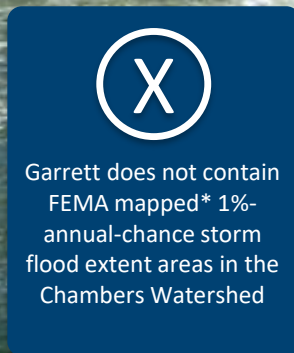 X
Garrett does not contain
FEMA mapped* 1%-
annual-chance storm
flood extent areas in the
Chambers Watershed